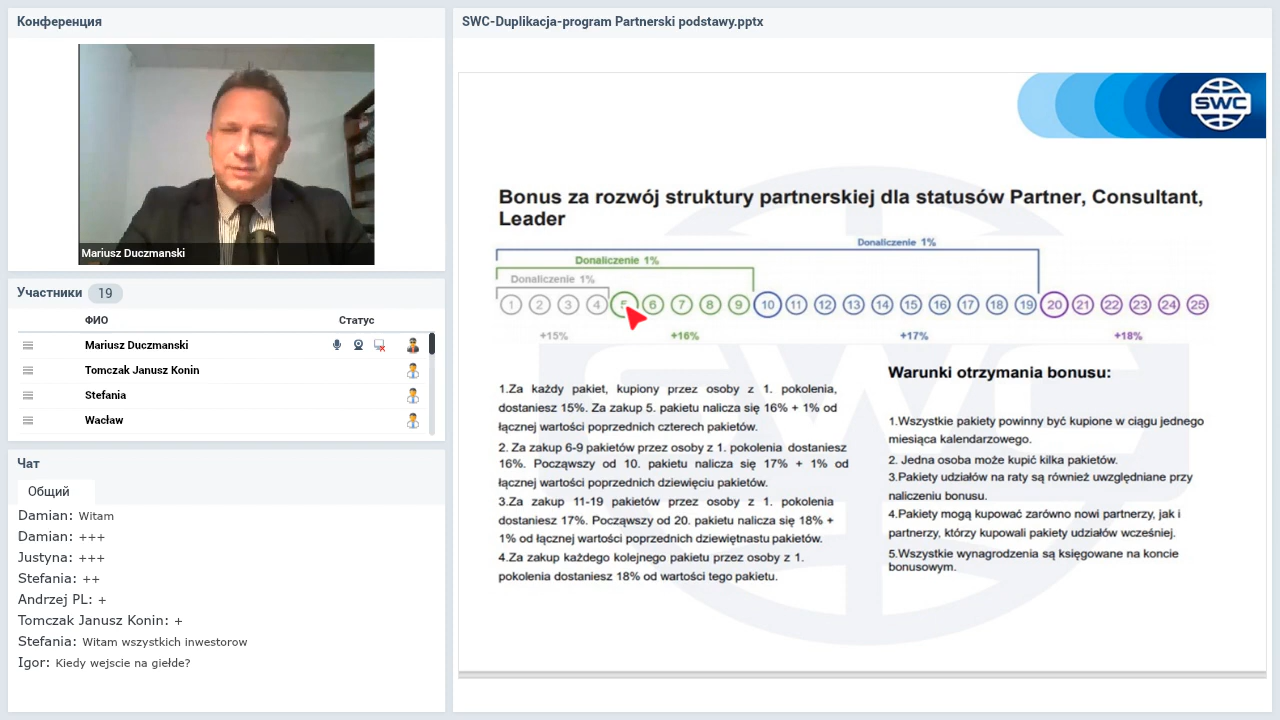 Конференция
Mariusz Duczmanski
Участники 19
ФИО Статус
Mariusz Duczmanski
Tomczak Janusz Konin
Stefania
Wacław
Чат
Общий
Damian: Witam
Damian: +++
Justyna: +++
Stefania: ++
Andrzej PL: +
Tomczak Janusz Konin: +
Stefania: Witam wszystkich inwestorow
Igor: Kiedy wejscie na giełde?
SWC-Duplikacja-program Partnerski podstawy.pptx
SWC
Bonus za rozwój struktury partnerskiej dla statusów Partner, Consultant,
Leader
Donaliczenie 1%
Donaliczenie 1%
Donaliczenie 1%
1 2 3 4 5 6 7 8 9 10 11 12 13 14 15 16 17 18 19 20 21 22 23 24 25
+15% +16% +17% +18%
1.Za każdy pakiet, kupiony przez osoby z 1. pokolenia,
dostaniesz 15%. Za zakup 5. pakietu nalicza się 16% + 1% od
łącznej wartości poprzednich czterech pakietów.
2. Za zakup 6-9 pakietów przez osoby z 1. pokolenia dostaniesz
16%. Począwszy od 10. pakietu nalicza się 17% + 1% od
łącznej wartości poprzednich dziewięciu pakietów.
3.Za zakup 11-19 pakietów przez osoby z 1. pokolenia
dostaniesz 17%. Począwszy od 20. pakietu nalicza się 18% +
1% od łącznej wartości poprzednich dziewiętnastu pakietów.
4.Za zakup każdego kolejnego pakietu przez osoby z 1.
pokolenia dostaniesz 18% od wartości tego pakietu.
Warunki otrzymania bonusu:
1.Wszystkie pakiety powinny być kupione w ciągu jednego
miesiąca kalendarzowego.
2. Jedna osoba może kupić kilka pakietów.
3.Pakiety udziałów na raty są również uwzględniane przy
naliczeniu bonusu.
4.Pakiety mogą kupować zarówno nowi partnerzy, jak i
partnerzy, którzy kupowali pakiety udziałów wcześniej.
5.Wszystkie wynagrodzenia są księgowane na koncie
bonusowym.